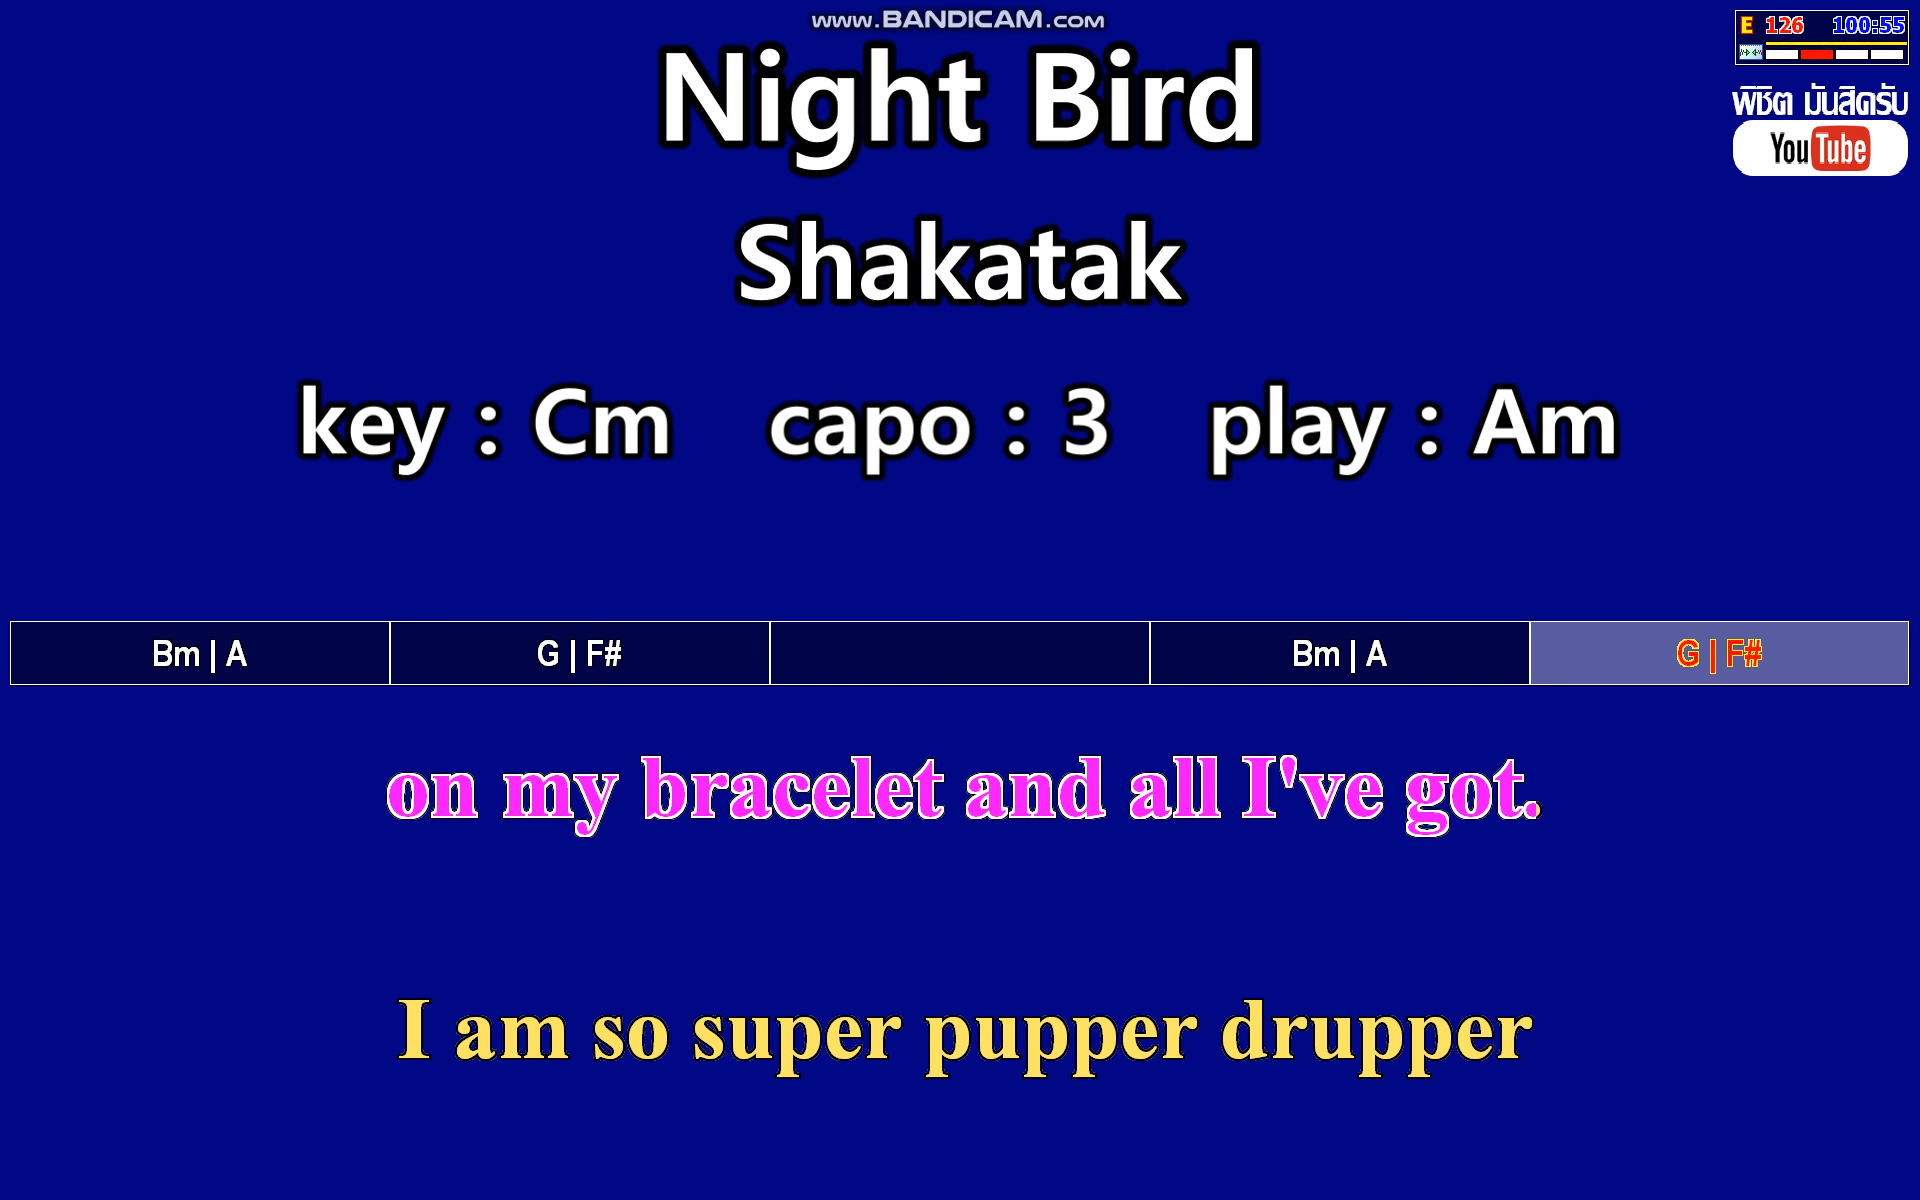 www.BANDICAM.com
E 126 100:55
Night Bird
พิชิต มันสิครับ
YouTube
Shakatak
key : Cm capo : 3 play : Am
Bm | A G | F# Bm | A G | F#
on my bracelet and all I've got.
I am so super pupper drupper